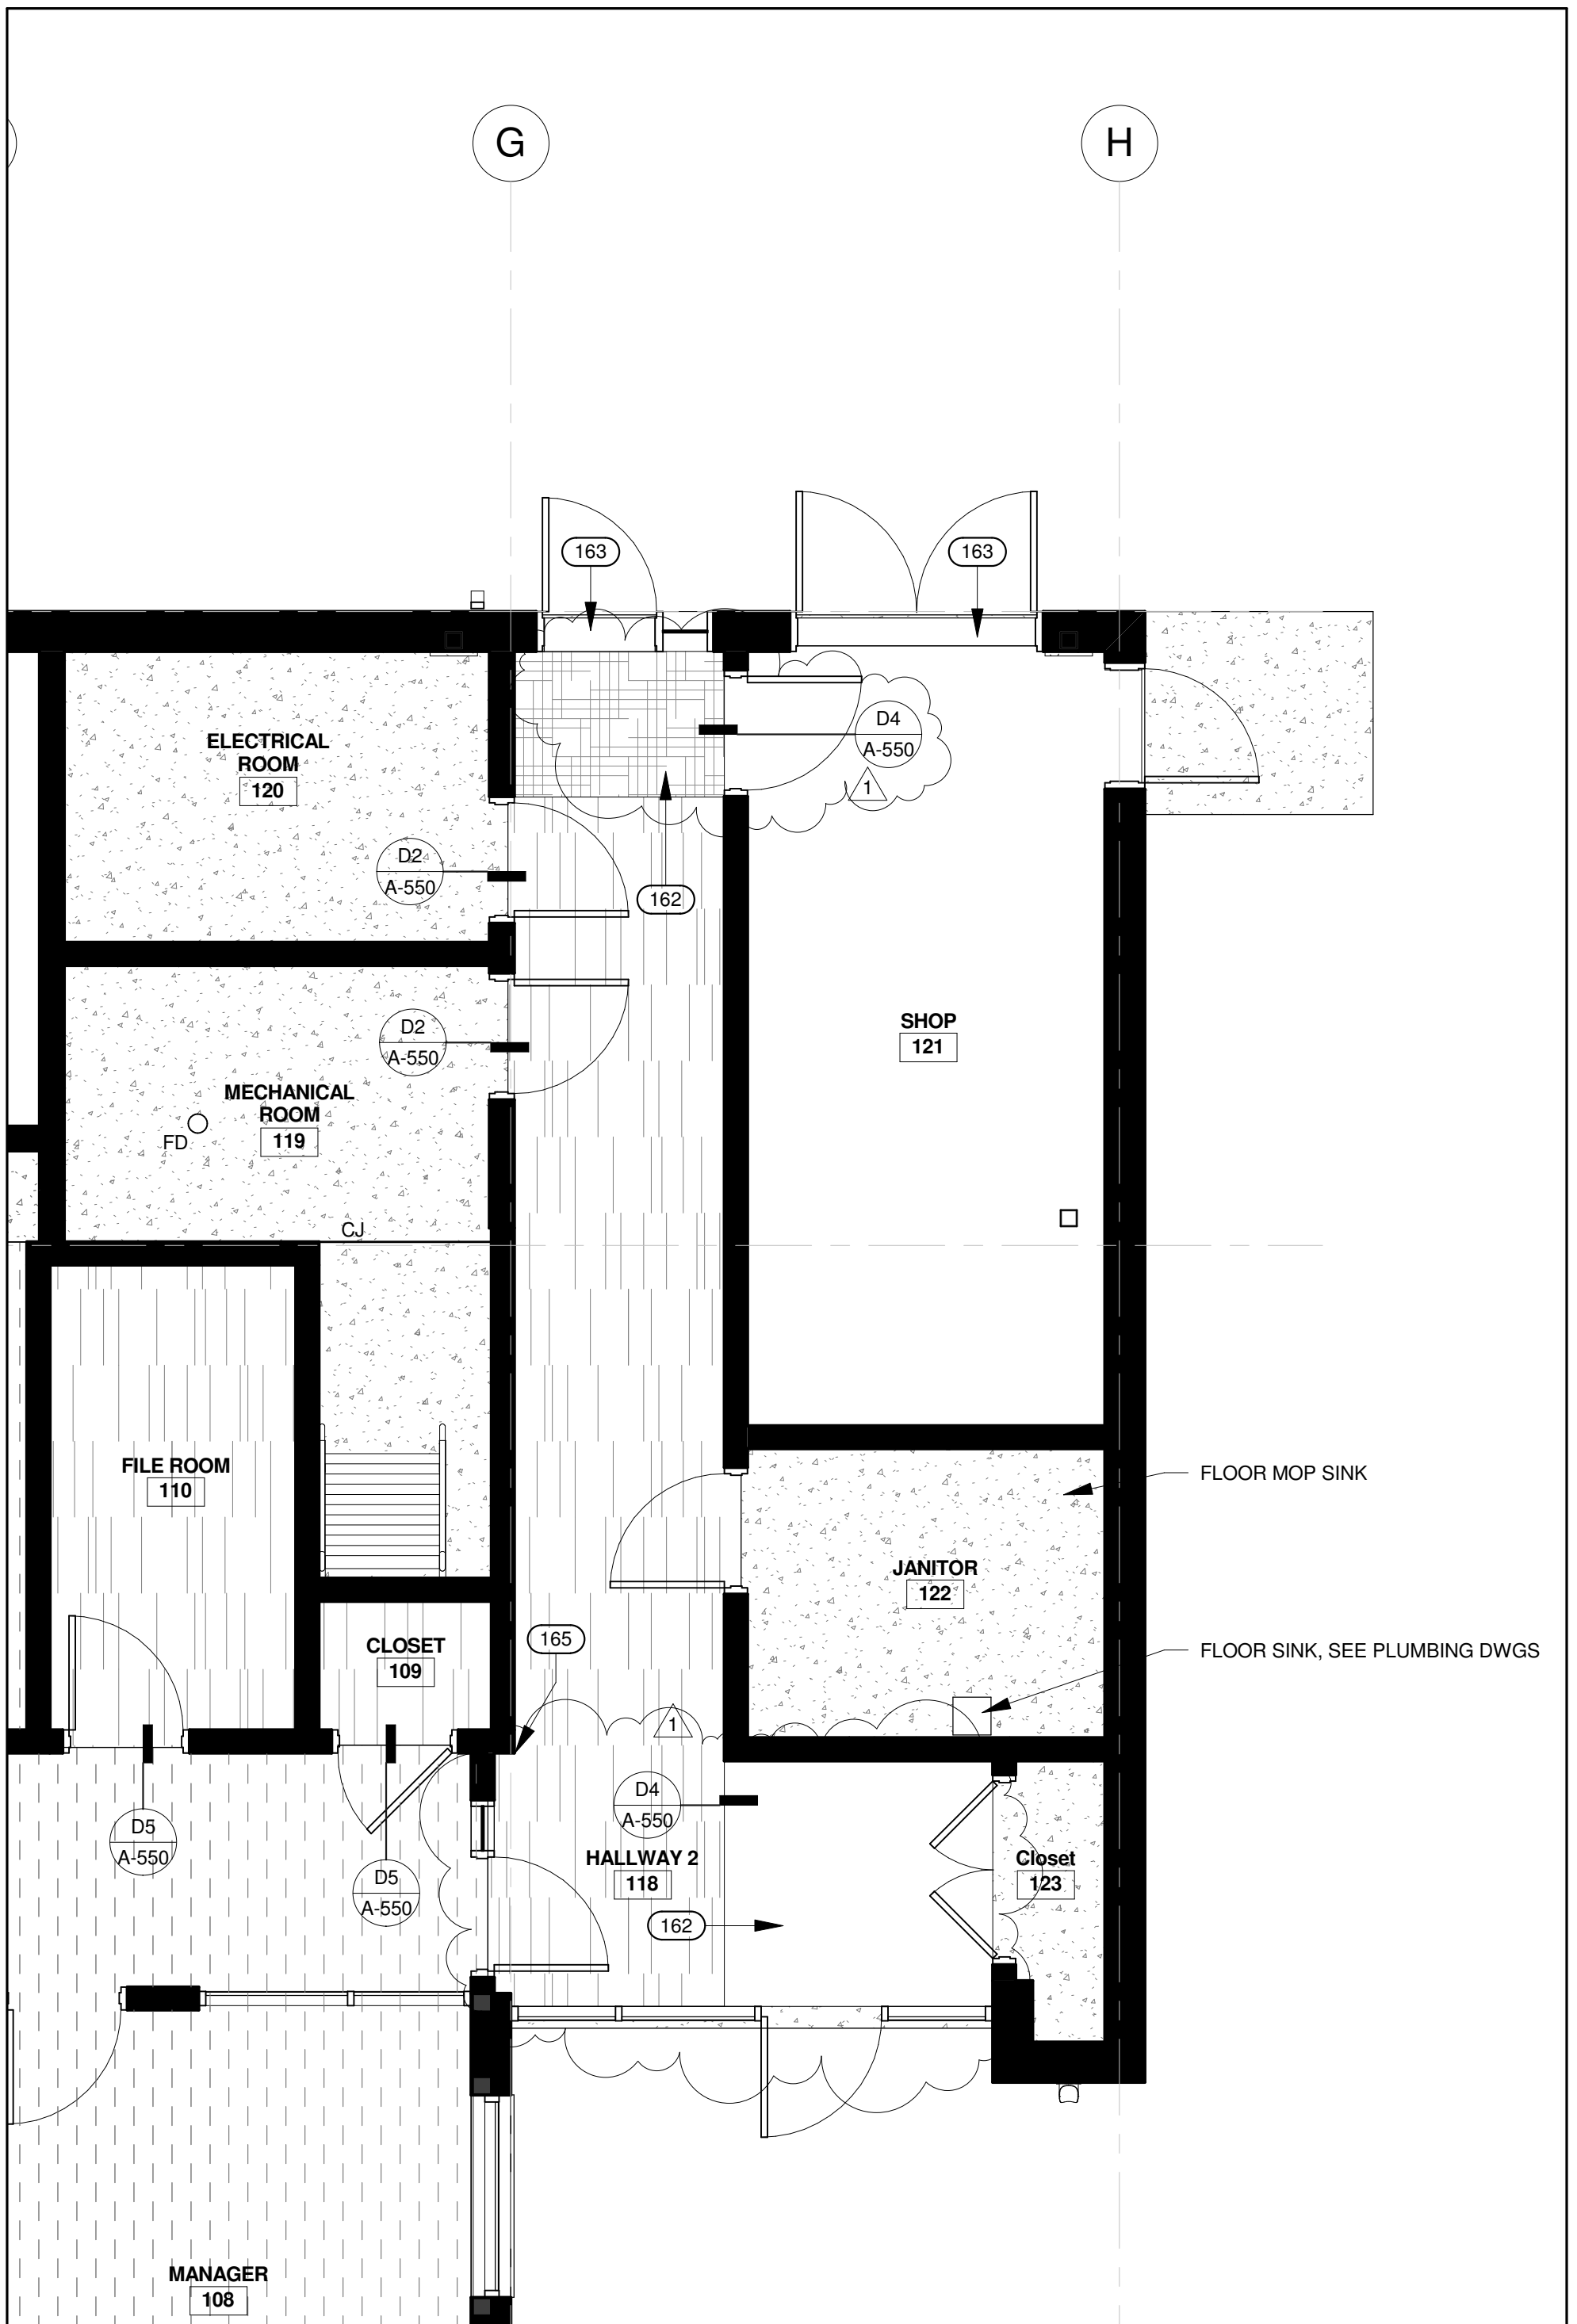 G
H
163
163
D4
A-550
1
ELECTRICAL
ROOM
120
D2
A-550
162
D2
A-550
SHOP
121
MECHANICAL
ROOM
119
FD
CJ
FILE ROOM
110
FLOOR MOP SINK
JANITOR
122
CLOSET
109
165
FLOOR SINK, SEE PLUMBING DWGS
1
D4
A-550
D5
A-550
D5
A-550
HALLWAY 2
118
Closet
123
162
MANAGER
108